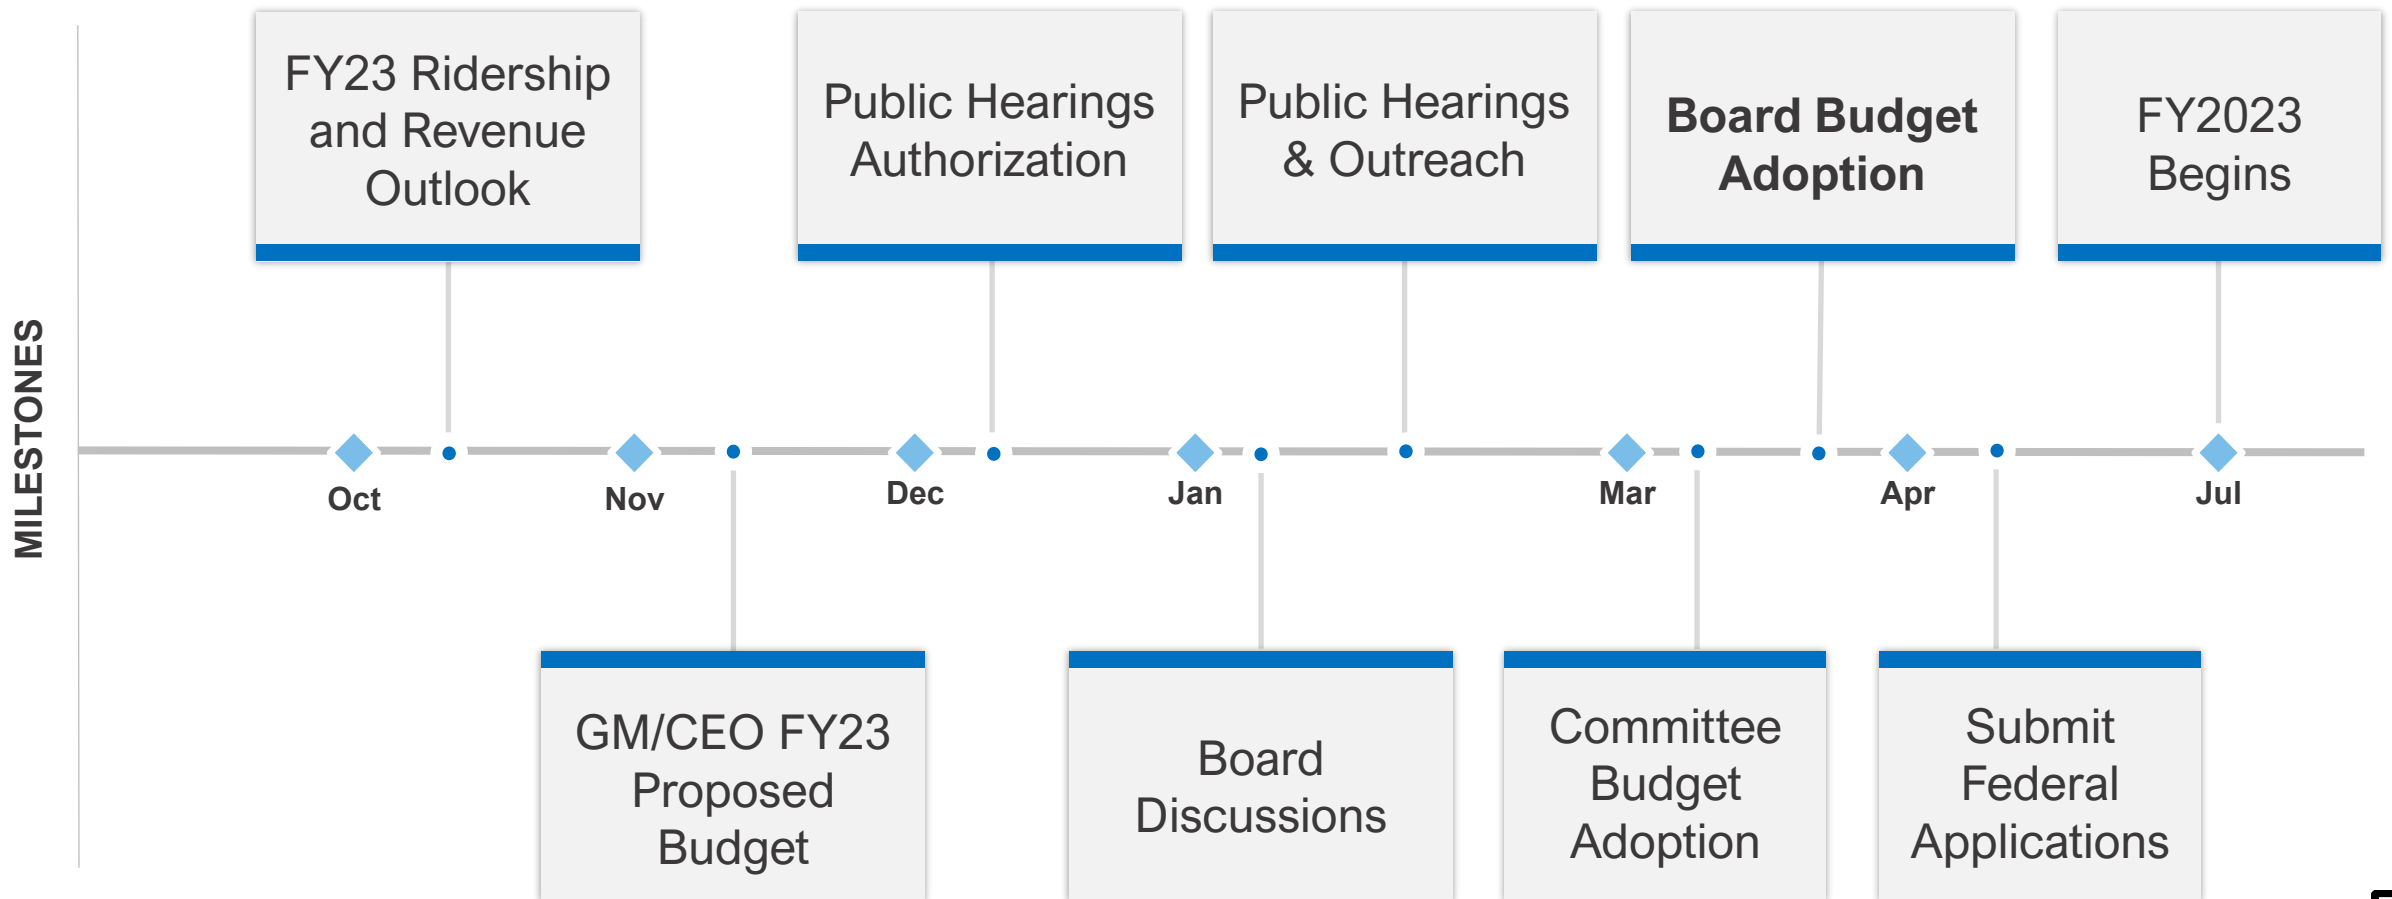 MILESTONES
FY23 Ridership
and Revenue
Outlook
Public Hearings
Authorization
Public Hearings
& Outreach
Board Budget
Adoption
FY2023
Begins
Oct
Nov
Dec
Jan
Mar
Apr
Jul
GM/CEO FY23
Proposed
Budget
Board
Discussions
Committee
Budget
Adoption
Submit
Federal
Applications